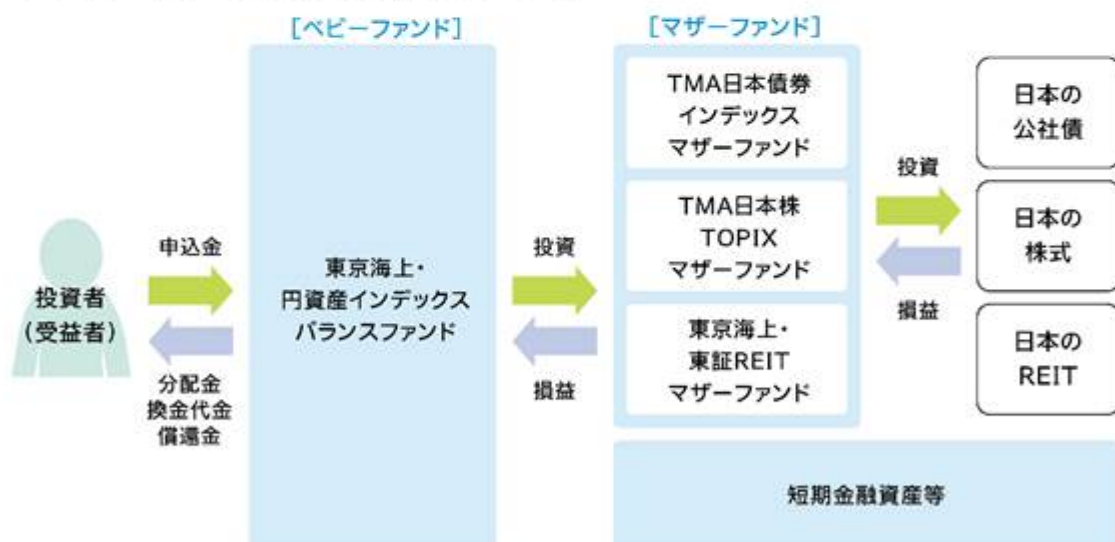 [ベビーファンド]
[マザーファンド]
投資者
(受益者)
申込金
分配金
換金代金
償還金
東京海上・
円資産インデックス
バランスファンド
投資
損益
TMA日本債券
インデックス
マザーファンド
TMA日本株
TOPIX
マザーファンド
東京海上・
東証REIT
マザーファンド
投資
損益
日本の
公社債
日本の
株式
日本の
REIT
短期金融資産等